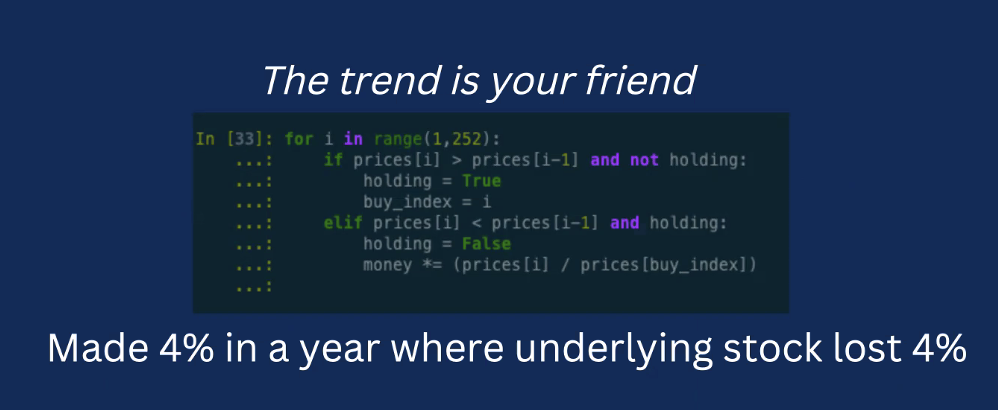 The trend is your friend
In [33]: for i in range(1,252):
    ...:     if prices[i] > prices[i-1] and not holding:
    ...:         holding = True
    ...:         buy_index = i
    ...:     elif prices[i] < prices[i-1] and holding:
    ...:         holding = False
    ...:         money *= (prices[i] / prices[buy_index])
    ...:
Made 4% in a year where underlying stock lost 4%